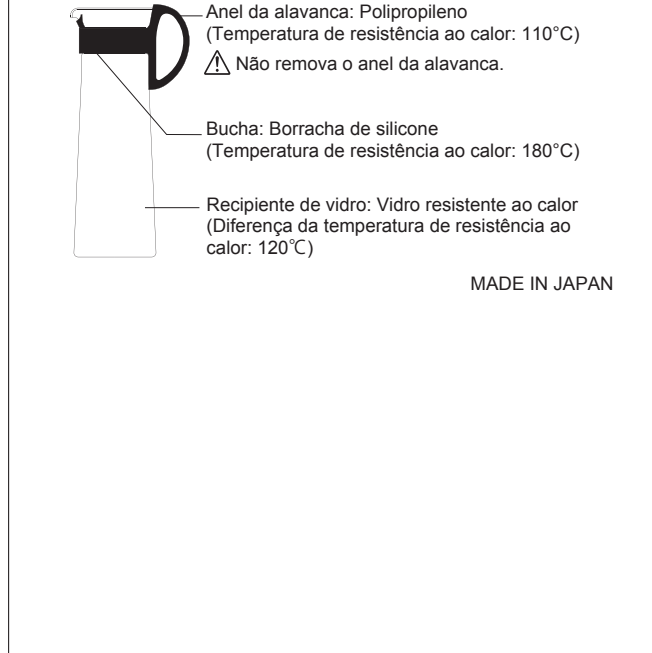 Anel da alavanca: Polipropileno
(Temperatura de resistência ao calor: 110°C)
Não remova o anel da alavanca.
Bucha: Borracha de silicone
(Temperatura de resistência ao calor: 180°C)
Recipiente de vidro: Vidro resistente ao calor
(Diferença da temperatura de resistência ao
calor: 120℃)
MADE IN JAPAN